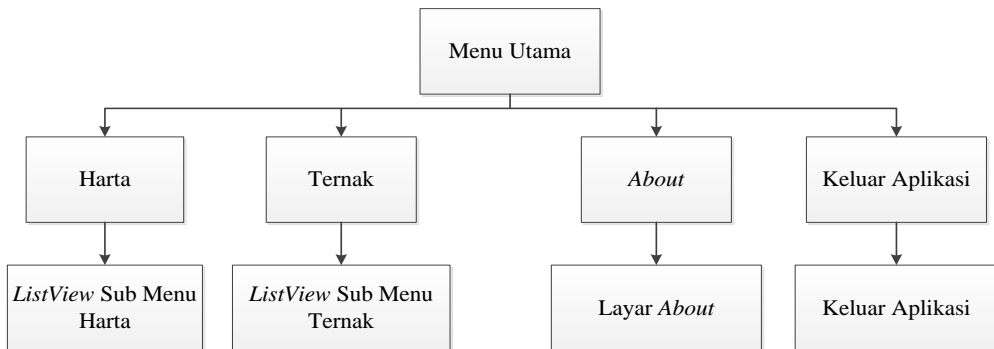 Menu Utama
Harta
Ternak
About
Keluar Aplikasi
ListView Sub Menu
Harta
ListView Sub Menu
Ternak
Layar About
Keluar Aplikasi